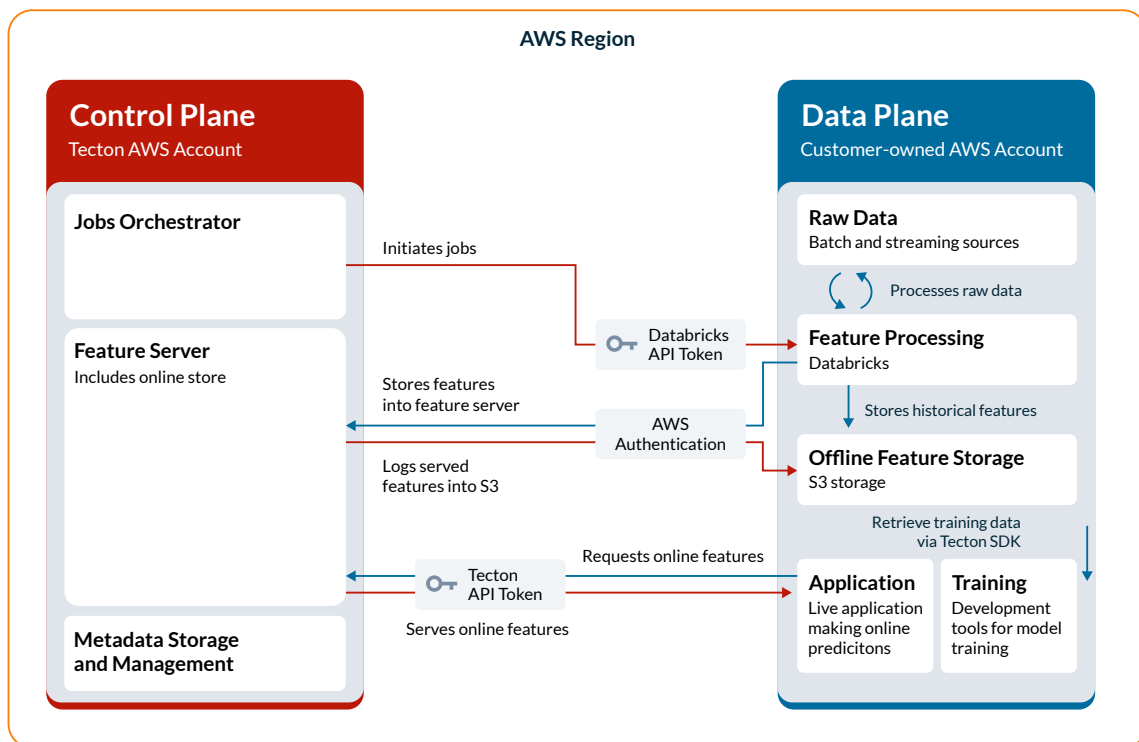 AWS Region
Control Plane
Tecton AWS Account
Jobs Orchestrator
Feature Server
Includes online store
Metadata Storage
and Management
Initiates jobs
Databricks
API Token
Stores features
into feature server
AWS
Authentication
Logs served
features into S3
Requests online features
Tecton
API Token
Serves online features
Data Plane
Customer-owned AWS Account
Raw Data
Batch and streaming sources
Processes raw data
Feature Processing
Databricks
Stores historical features
Offline Feature Storage
S3 storage
Retrieve training data
via Tecton SDK
Application
Live application
making online
predicitons
Training
Development
tools for model
training